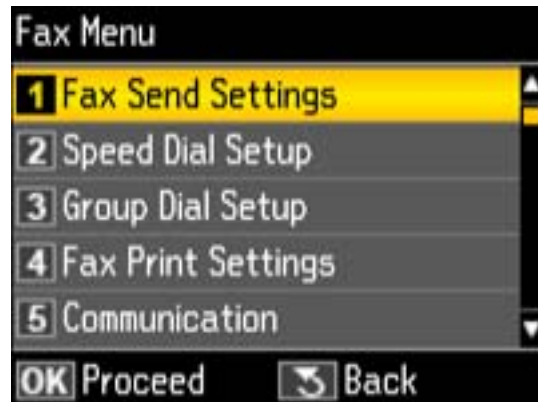 Fax Menu
1 Fax Send Settings
2 Speed Dial Setup
3 Group Dial Setup
4 Fax Print Settings
5 Communication
OK Proceed Back